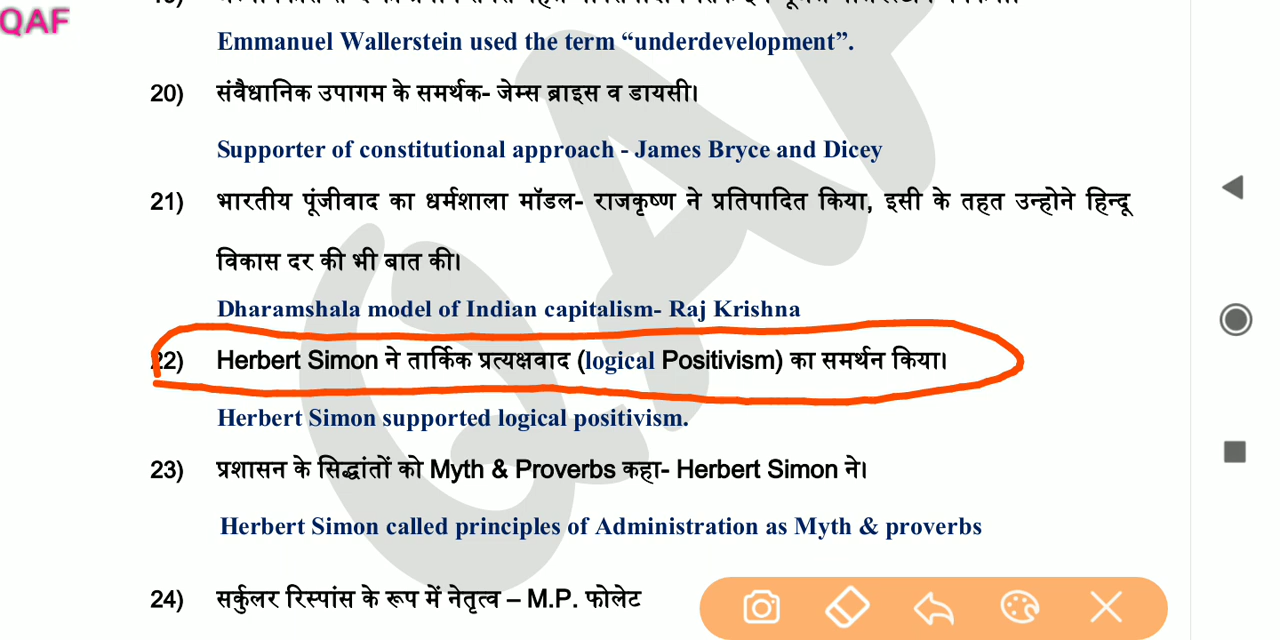 QAF
Emmanuel Wallerstein used the term “underdevelopment”.
20) संवैधानिक उपागम के समर्थक- जेम्स ब्राइस व डायसी।
Supporter of constitutional approach - James Bryce and Dicey
21) भारतीय पूंजीवाद का धर्मशाला मॉडल- राजकृष्ण ने प्रतिपादित किया, इसी के तहत उन्होने हिन्दू
विकास दर की भी बात की।
Dharamshala model of Indian capitalism- Raj Krishna
22) Herbert Simon ने तार्किक प्रत्यक्षवाद (logical Positivism) का समर्थन किया।
Herbert Simon supported logical positivism.
23) प्रशासन के सिद्धांतों को Myth & Proverbs कहा- Herbert Simon ने।
Herbert Simon called principles of Administration as Myth & proverbs
24) सर्कुलर रिस्पांस के रूप में नेतृत्व – M.P. फोलेट